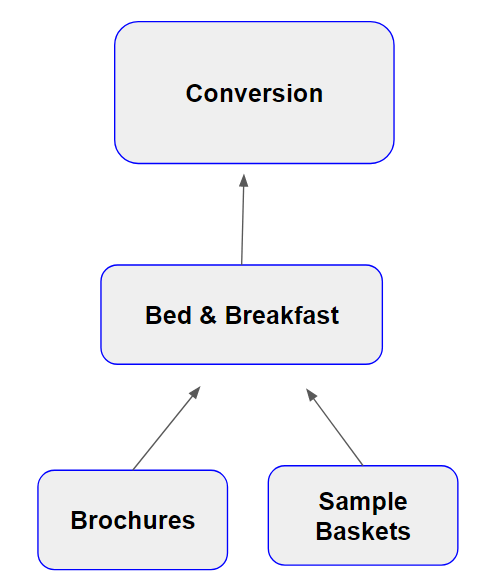 Conversion
Bed & Breakfast
Brochures
Sample
Baskets